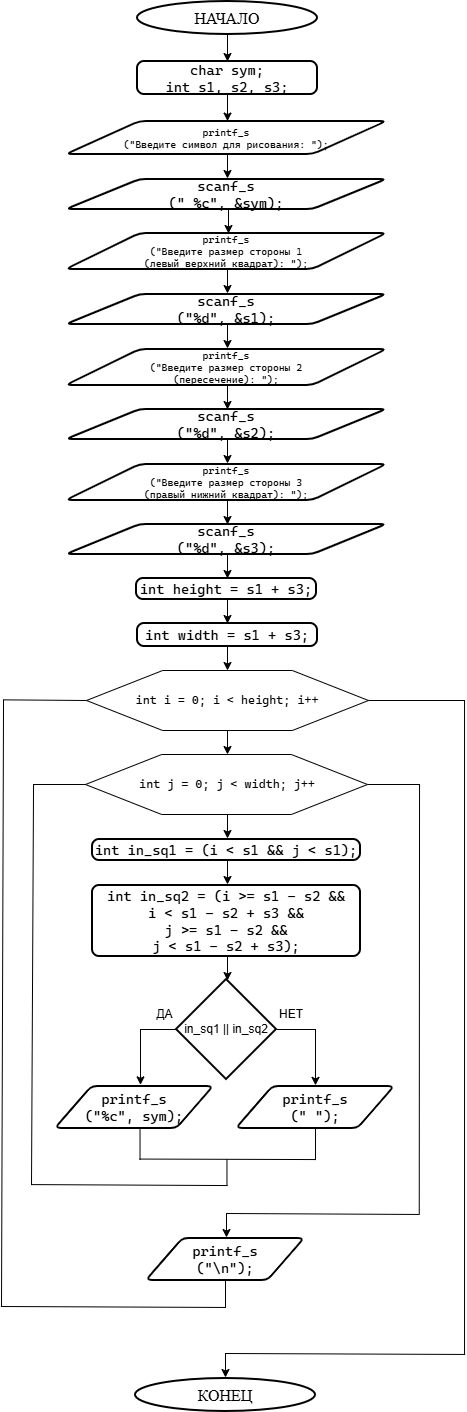 НАЧАЛО
char sym;
int s1, s2, s3;
printf_s
("Введите символ для рисования: ");
scanf_s
(" %c", &sym);
printf_s
("Введите размер стороны 1
(левый верхний квадрат): ");
scanf_s
("%d", &s1);
printf_s
("Введите размер стороны 2
(пересечение): ");
scanf_s
("%d", &s2);
printf_s
("Введите размер стороны 3
(правый нижний квадрат): ");
scanf_s
("%d", &s3);
int height = s1 + s3;
int width = s1 + s3;
int i = 0; i < height; i++
int j = 0; j < width; j++
int in_sq1 = (i < s1 && j < s1);
int in_sq2 = (i >= s1 - s2 &&
i < s1 - s2 + s3 &&
j >= s1 - s2 &&
j < s1 - s2 + s3);
ДА
НЕТ
in_sq1 || in_sq2
printf_s
("%c", sym);
printf_s
(" ");
printf_s
("\n");
КОНЕЦ